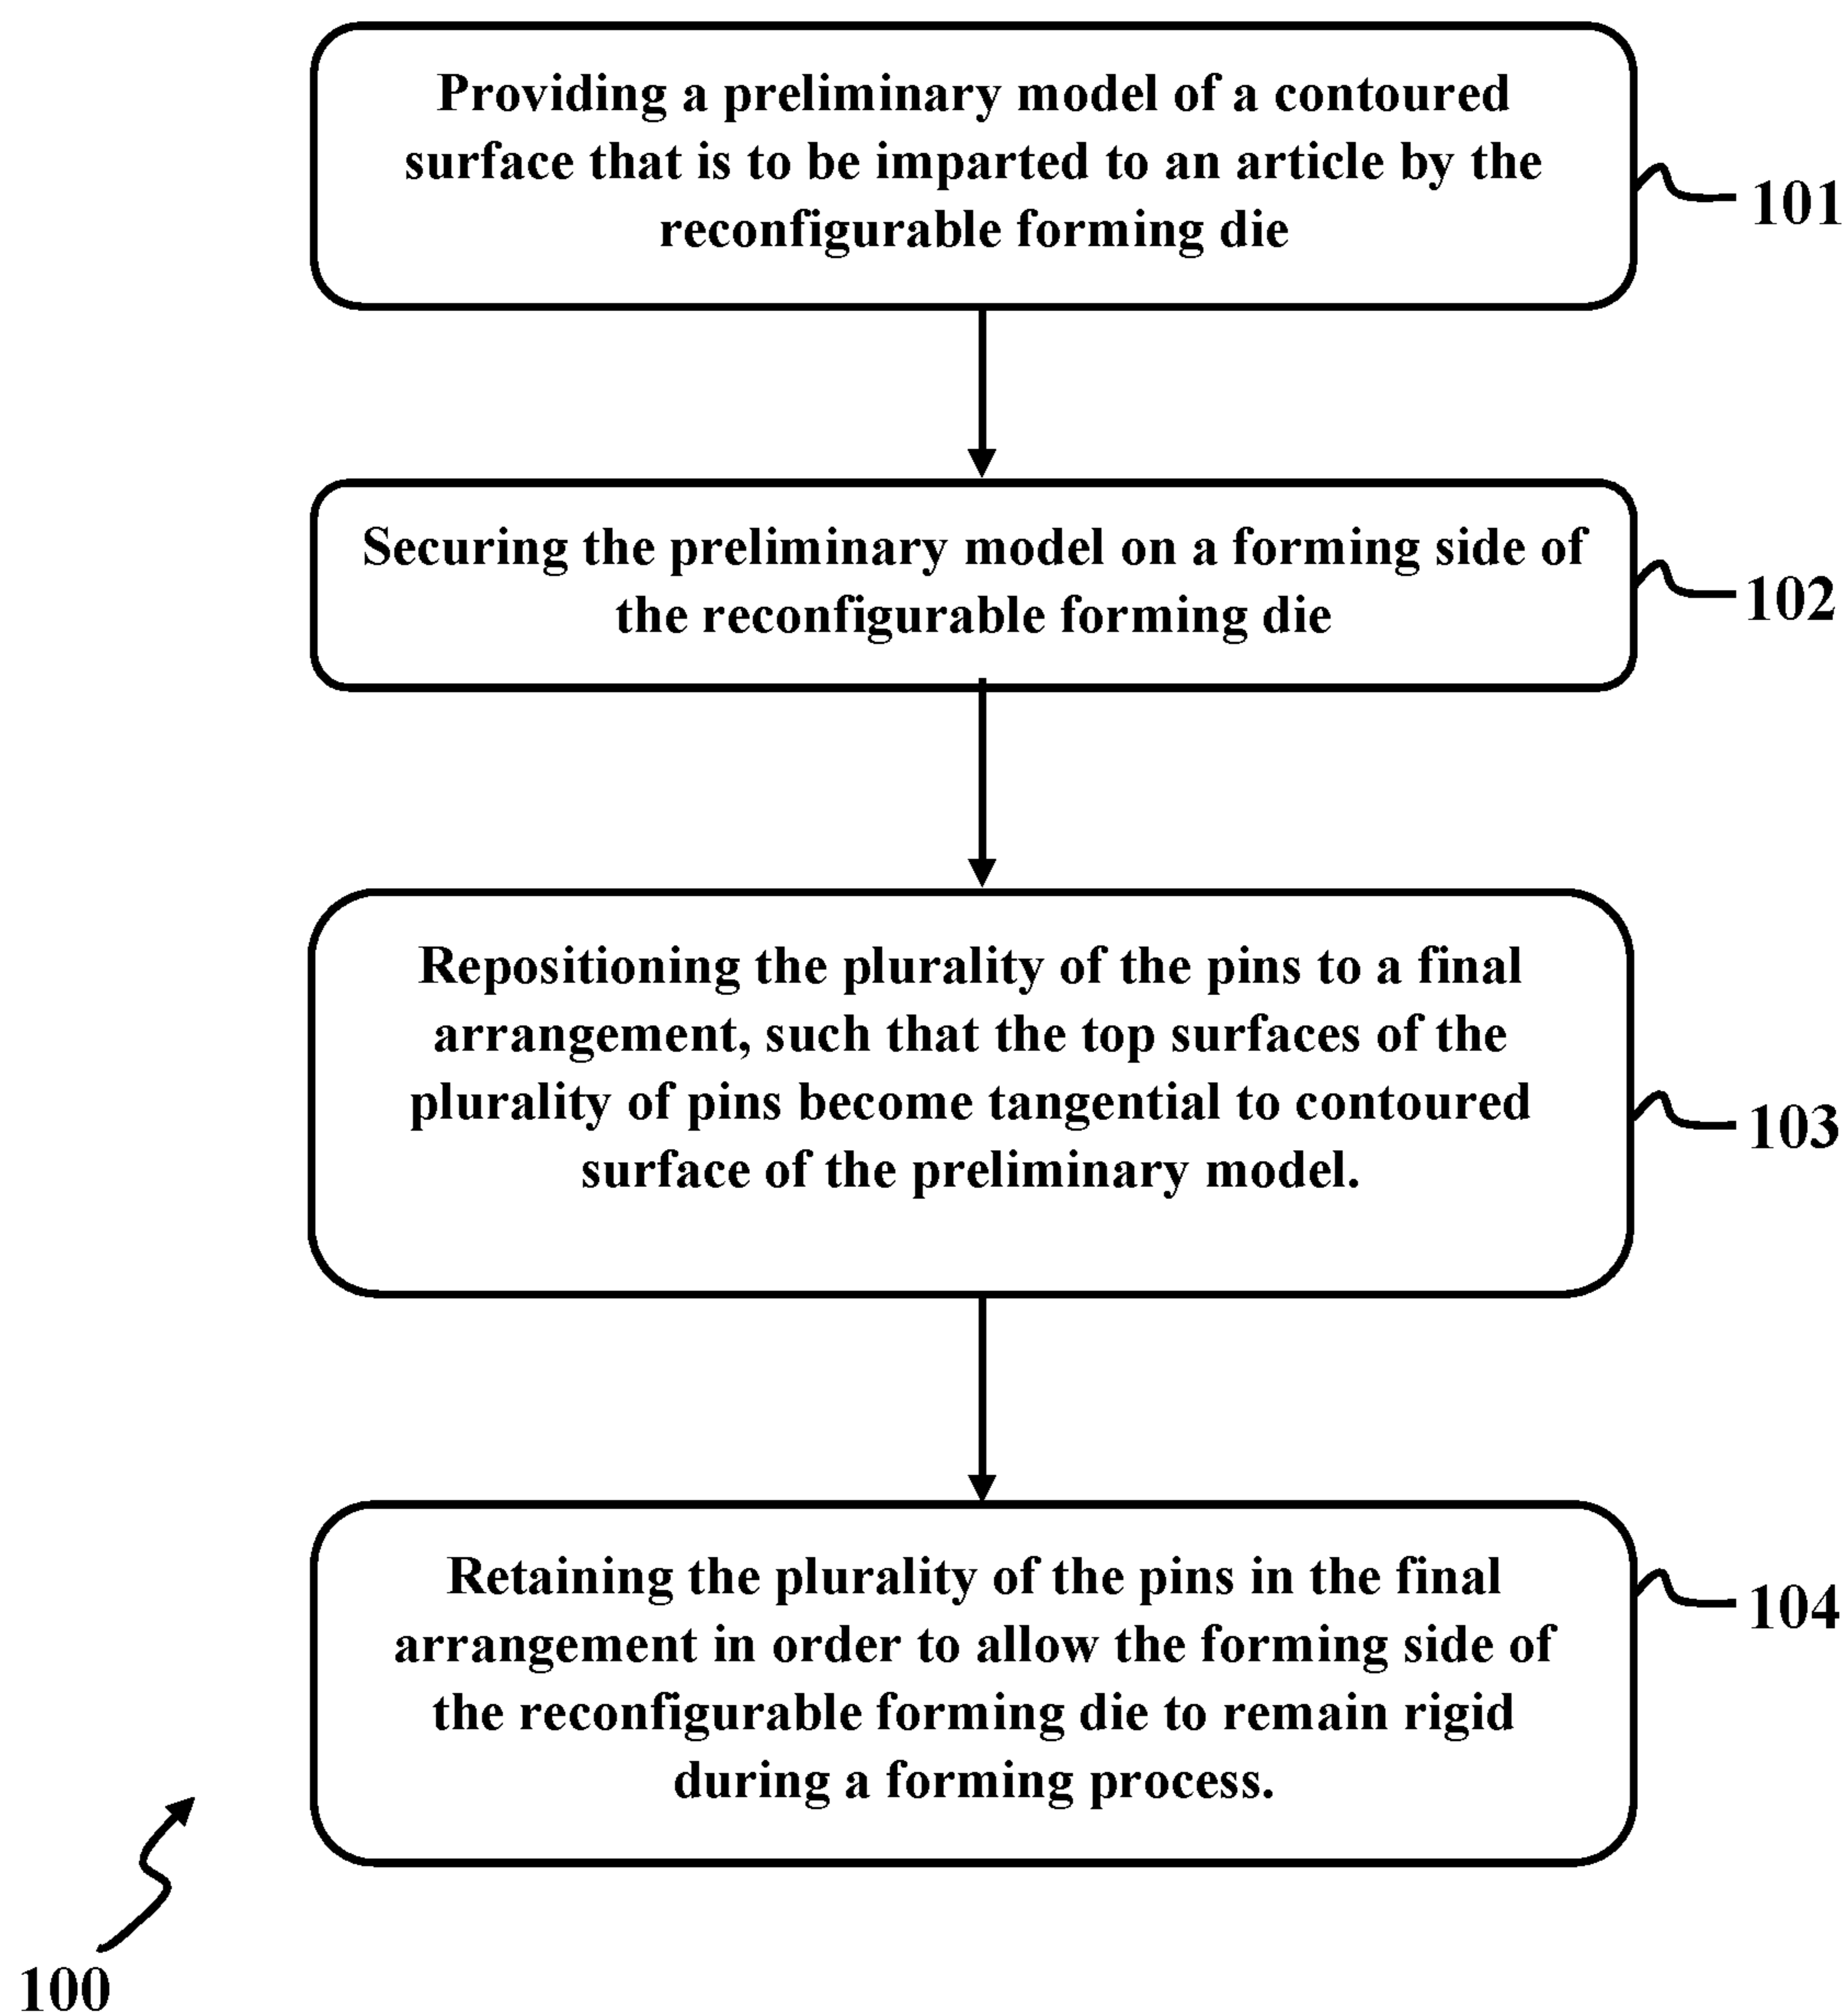 Providing a preliminary model of a contoured
surface that is to be imparted to an article by the
reconfigurable forming die
101
Securing the preliminary model on a forming side of
the reconfigurable forming die
102
Repositioning the plurality of the pins to a final
arrangement, such that the top surfaces of the
plurality of pins become tangential to contoured
surface of the preliminary model.
103
Retaining the plurality of the pins in the final
arrangement in order to allow the forming side of
the reconfigurable forming die to remain rigid
during a forming process.
104
100